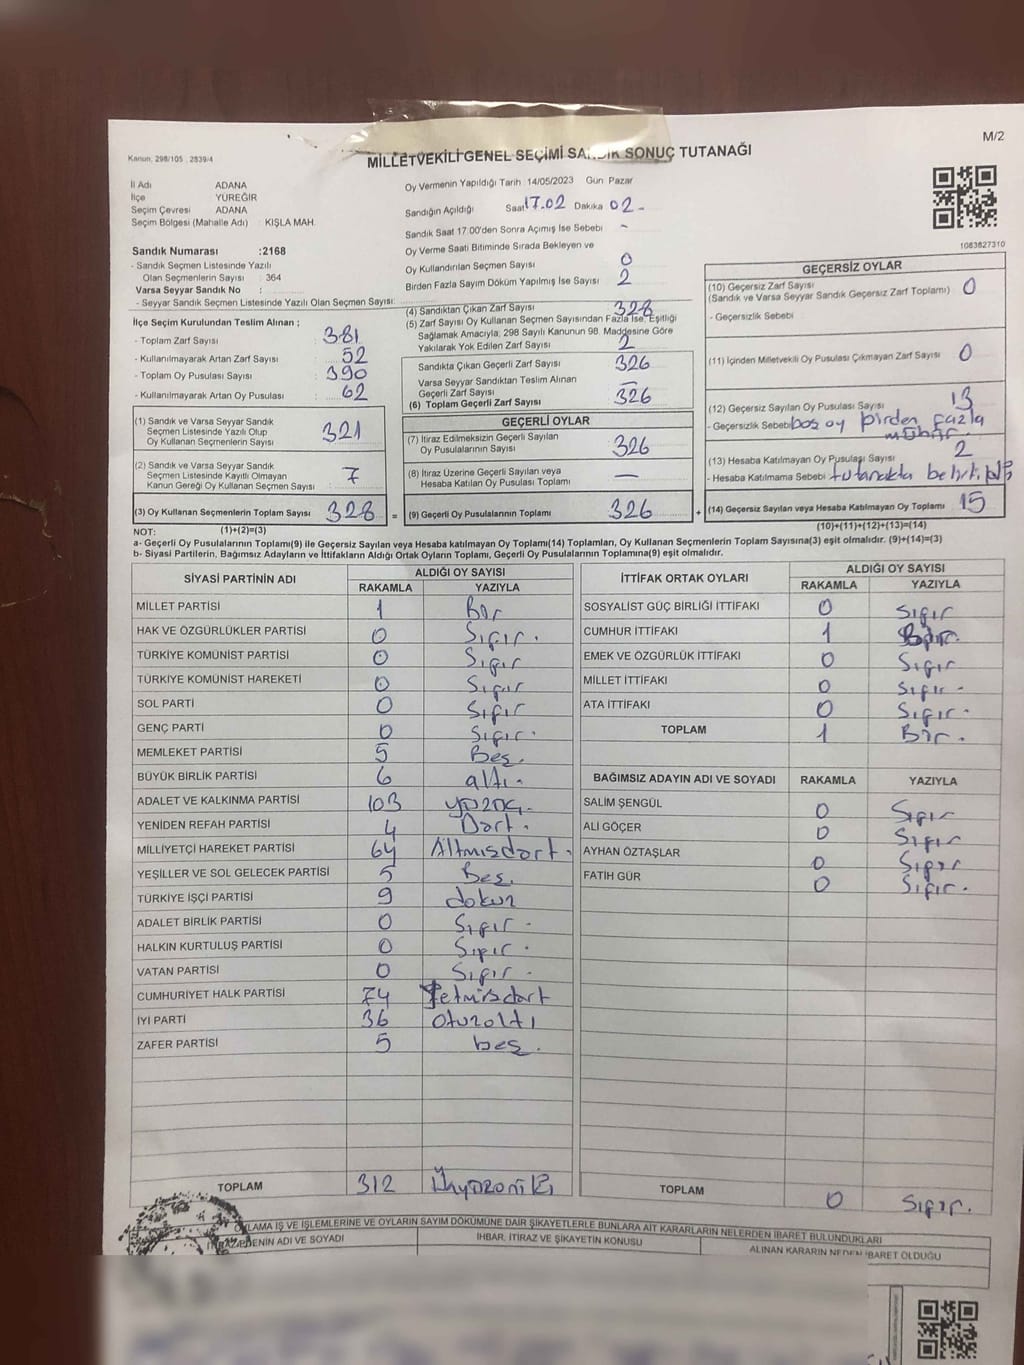 M/2
Kanun, 298/105 . 2839/4
MİLLETVEKİLİ GENEL SEÇİMİ SANDIK SONUÇ TUTANAĞI
İl Adı ADANA
İlçe YÜREĞİR
Seçim Çevresi ADANA
Seçim Bölgesi (Mahalle Adı) : KIŞLA MAH.
Sandık Numarası :2168
- Sandık Seçmen Listesinde Yazılı
Olan Seçmenlerin Sayısı : 364
Varsa Seyyar Sandık No :
- Seyyar Sandık Seçmen Listesinde Yazılı Olan Seçmen Sayısı:
Oy Vermenin Yapıldığı Tarih 14/05/2023 Gün Pazar
Sandığın Açıldığı Saat 17.02 Dakika 02 -
Sandık Saat 17.00'den Sonra Açımış İse Sebebi -
Oy Verme Saati Bitiminde Sırada Bekleyen ve
Oy Kullandırılan Seçmen Sayısı 0
Birden Fazla Sayım Döküm Yapılmış İse Sayısı 2
1083827310
İlçe Seçim Kurulundan Teslim Alınan ;
- Toplam Zarf Sayısı : 381
- Kullanılmayarak Artan Zarf Sayısı : 52
- Toplam Oy Pusulası Sayısı : 390
- Kullanılmayarak Artan Oy Pusulası : 62
(1) Sandık ve Varsa Seyyar Sandık
Seçmen Listesinde Yazılı Olup
Oy Kullanan Seçmenlerin Sayısı : 321
(2) Sandık ve Varsa Seyyar Sandık
Seçmen Listesinde Kayıtlı Olmayan
Kanun Gereği Oy Kullanan Seçmen Sayısı : 7
(3) Oy Kullanan Seçmenlerin Toplam Sayısı : 328 =
(4) Sandıktan Çıkan Zarf Sayısı 328
(5) Zarf Sayısı Oy Kullanan Seçmen Sayısından Fazla İse, Eşitliği
Sağlamak Amacıyla, 298 Sayılı Kanunun 98. Maddesine Göre
Yakılarak Yok Edilen Zarf Sayısı 2
Sandıkta Çıkan Geçerli Zarf Sayısı 326
Varsa Seyyar Sandıktan Teslim Alınan
Geçerli Zarf Sayısı —
(6) Toplam Geçerli Zarf Sayısı 326
GEÇERLİ OYLAR
(7) İtiraz Edilmeksizin Geçerli Sayılan
Oy Pusulasının Sayısı : 326
(8) İtiraz Üzerine Geçerli Sayılan veya
Hesaba Katılan Oy Pusulası Toplamı : —
(9) Geçerli Oy Pusulalarının Toplamı : 326 +
GEÇERSİZ OYLAR
(10) Geçersiz Zarf Sayısı
(Sandık ve Varsa Seyyar Sandık Geçersiz Zarf Toplamı) 0
- Geçersizlik Sebebi
(11) İçinden Milletvekili Oy Pusulası Çıkmayan Zarf Sayısı 0
(12) Geçersiz Sayılan Oy Pusulası Sayısı 13
- Geçersizlik Sebebi boş oy birden fazla
mühür
(13) Hesaba Katılmayan Oy Pusulası Sayısı 2
- Hesaba Katılmama Sebebi tutanakta
(14) Geçersiz Sayılan veya Hesaba Katılmayan Oy Toplamı 15
NOT: (1)+(2)=(3)
(10)+(11)+(12)+(13)=(14)
a- Geçerli Oy Pusulalarının Toplamı(9) ile Geçersiz Sayılan veya Hesaba katılmayan Oy Toplamı(14) Toplamları, Oy Kullanan Seçmenlerin Toplam Sayısına(3) eşit olmalıdır. (9)+(14)=(3)
b- Siyasi Partilerin, Bağımsız Adayların ve İttifakların Aldığı Ortak Oyların Toplamı, Geçerli Oy Pusulalarının Toplamına(9) eşit olmalıdır.
SİYASİ PARTİNİN ADI ALDIĞI OY SAYISI
RAKAMLA YAZIYLA
MİLLET PARTİSİ 1 Bir
HAK VE ÖZGÜRLÜKLER PARTİSİ 0 Sıfır.
TÜRKİYE KOMÜNİST PARTİSİ 0 Sıfır
TÜRKİYE KOMÜNİST HAREKETİ 0 Sıfır
SOL PARTİ 0 Sıfır
GENÇ PARTİ 0 Sıfır.
MEMLEKET PARTİSİ 5 Beş.
BÜYÜK BİRLİK PARTİSİ 6 altı.
ADALET VE KALKINMA PARTİSİ 103 yüzüç.
YENİDEN REFAH PARTİSİ 4 Dört.
MİLLİYETÇİ HAREKET PARTİSİ 64 Altmışdört.
YEŞİLLER VE SOL GELECEK PARTİSİ 5 Beş.
TÜRKİYE İŞÇİ PARTİSİ 9 dokuz
ADALET BİRLİK PARTİSİ 0 Sıfır -
HALKIN KURTULUŞ PARTİSİ 0 Sıfır .
VATAN PARTİSİ 0 Sıfır -
CUMHURİYET HALK PARTİSİ 74 Yetmişdört
İYİ PARTİ 36 Oturaltı
ZAFER PARTİSİ 5 beş.
TOPLAM 312 Üçyüzoniki
İTTİFAK ORTAK OYLARI ALDIĞI OY SAYISI
RAKAMLA YAZIYLA
SOSYALİST GÜÇ BİRLİĞİ İTTİFAKI 0 Sıfır
CUMHUR İTTİFAKI 1 Bir.
EMEK VE ÖZGÜRLÜK İTTİFAKI 0 Sıfır
MİLLET İTTİFAKI 0 Sıfır -
ATA İTTİFAKI 0 Sıfır.
TOPLAM 1 Bir.
BAĞIMSIZ ADAYIN ADI VE SOYADI RAKAMLA YAZIYLA
SALİM ŞENGÜL 0 Sıfır
ALİ GÖÇER 0 Sıfır
AYHAN ÖZTAŞLAR 0 Sıfır
FATİH GÜR 0 Sıfır.
TOPLAM 0 Sıfır.
OYLAMA İŞ VE İŞLEMLERİNE VE OYLARIN SAYIM DÖKÜMÜNE DAİR ŞİKAYETLERLE BUNLARA AİT KARARLARIN NELERDEN İBARET BULUNDUKLARI
İTİRAZ EDENİN ADI VE SOYADI İHBAR, İTİRAZ VE ŞİKAYETİN KONUSU ALINAN KARARIN NEDEN İBARET OLDUĞU